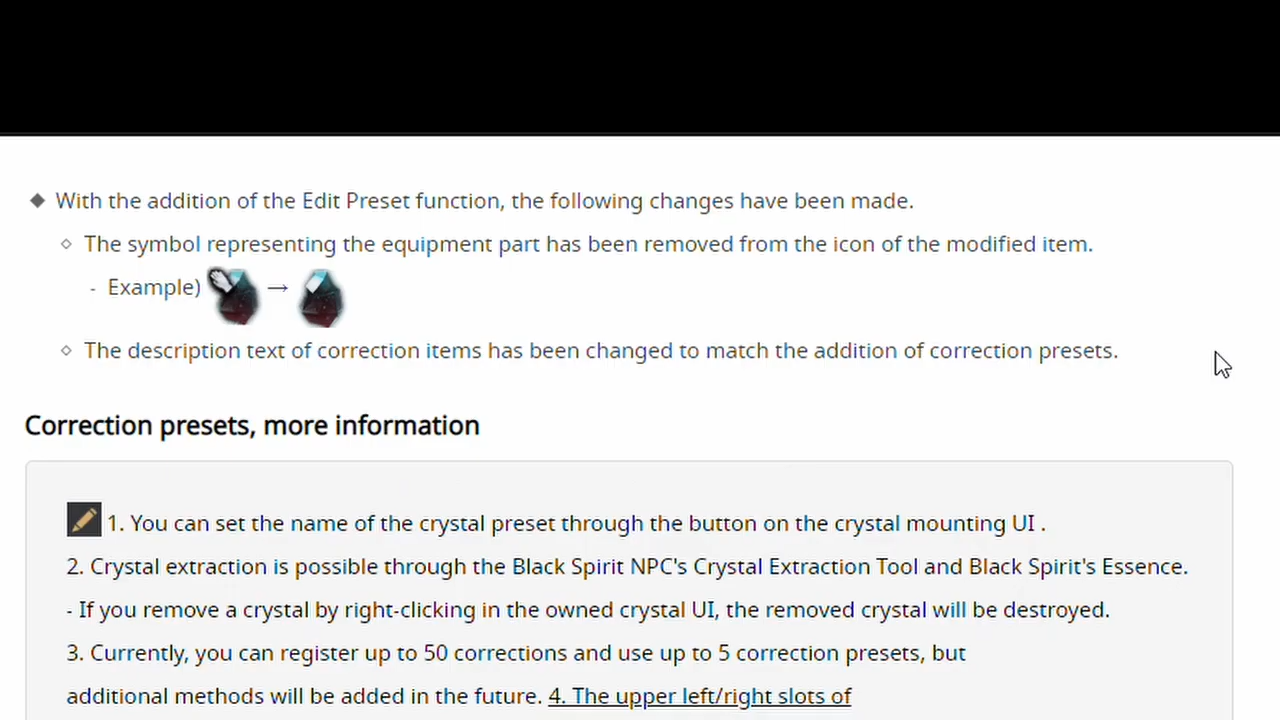 With the addition of the Edit Preset function, the following changes have been made.
The symbol representing the equipment part has been removed from the icon of the modified item.
- Example) →
The description text of correction items has been changed to match the addition of correction presets.
Correction presets, more information
1. You can set the name of the crystal preset through the button on the crystal mounting UI .
2. Crystal extraction is possible through the Black Spirit NPC's Crystal Extraction Tool and Black Spirit's Essence.
- If you remove a crystal by right-clicking in the owned crystal UI, the removed crystal will be destroyed.
3. Currently, you can register up to 50 corrections and use up to 5 correction presets, but
additional methods will be added in the future. 4. The upper left/right slots of